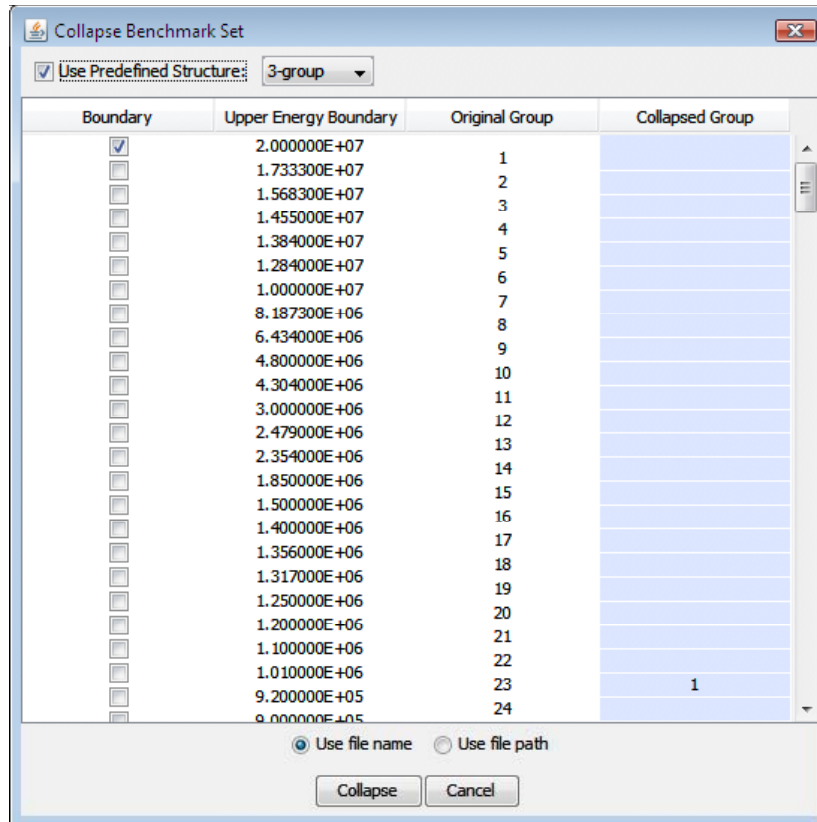 Collapse Benchmark Set
Use Predefined Structure: 3-group
Boundary Upper Energy Boundary Original Group Collapsed Group
2.000000E+07
1
1.733300E+07
2
1.568300E+07
3
1.455000E+07
4
1.384000E+07
5
1.284000E+07
6
1.000000E+07
7
8.187300E+06
8
6.434000E+06
9
4.800000E+06
10
4.304000E+06
11
3.000000E+06
12
2.479000E+06
13
2.354000E+06
14
1.850000E+06
15
1.500000E+06
16
1.400000E+06
17
1.356000E+06
18
1.317000E+06
19
1.250000E+06
20
1.200000E+06
21
1.100000E+06
22
1.010000E+06
23 1
9.200000E+05
24
9.000000E+05
Use file name Use file path
Collapse Cancel